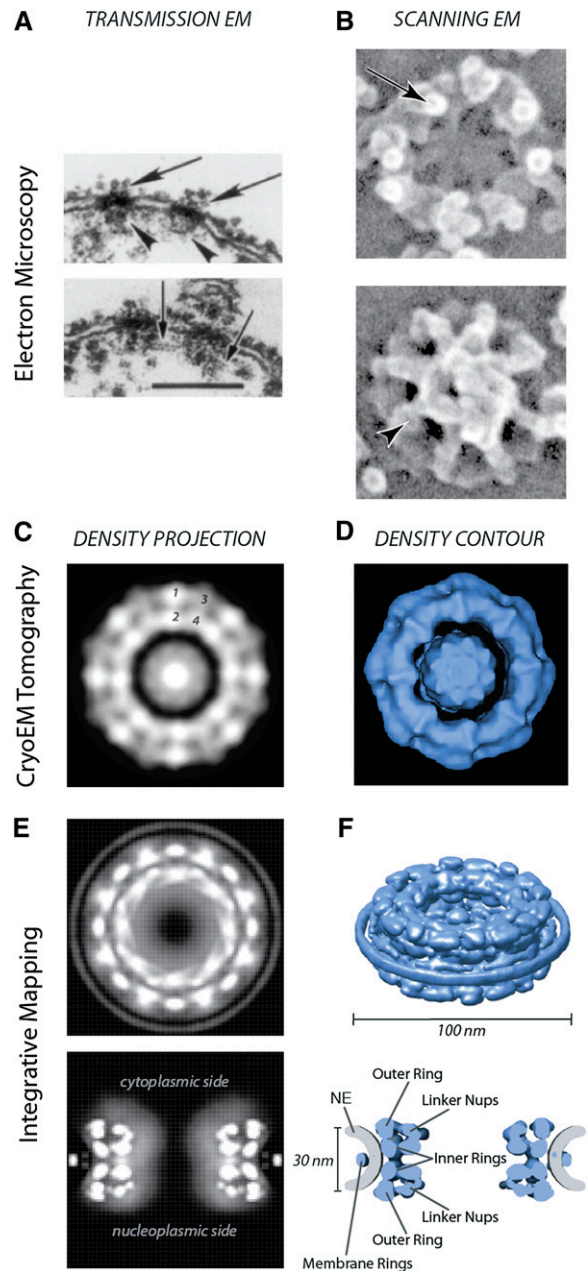 A
TRANSMISSION EM
B
SCANNING EM
Electron Microscopy
C
DENSITY PROJECTION
D
DENSITY CONTOUR
1
3
2
4
CryoEM Tomography
E
F
Integrative Mapping
100 nm
cytoplasmic side
nucleoplasmic side
Outer Ring
NE
Linker Nups
30 nm
Inner Rings
Linker Nups
Outer Ring
Membrane Rings